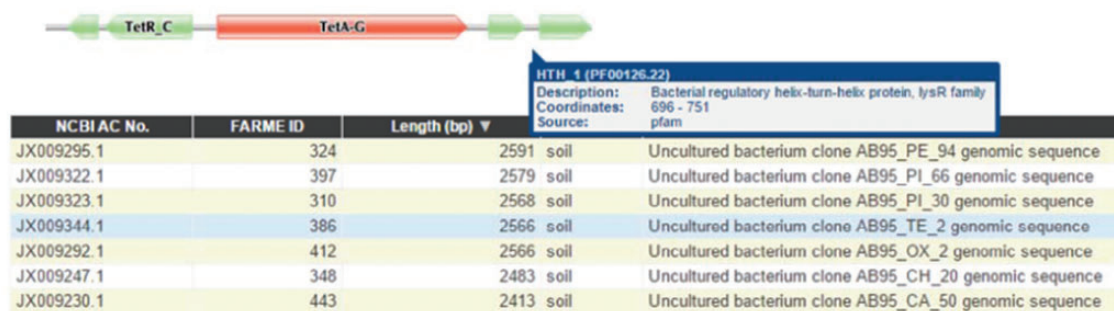 TetR_C TetA-G
HTH_1 (PF00126.22)
Description: Bacterial regulatory helix-turn-helix protein, lysR family
Coordinates: 696 - 751
Source: pfam
NCBI AC No. FARME ID Length (bp) ▼
JX009295.1 324 2591 soil Uncultured bacterium clone AB95_PE_94 genomic sequence
JX009322.1 397 2579 soil Uncultured bacterium clone AB95_PI_66 genomic sequence
JX009323.1 310 2568 soil Uncultured bacterium clone AB95_PI_30 genomic sequence
JX009344.1 386 2566 soil Uncultured bacterium clone AB95_TE_2 genomic sequence
JX009292.1 412 2566 soil Uncultured bacterium clone AB95_OX_2 genomic sequence
JX009247.1 348 2483 soil Uncultured bacterium clone AB95_CH_20 genomic sequence
JX009230.1 443 2413 soil Uncultured bacterium clone AB95_CA_50 genomic sequence